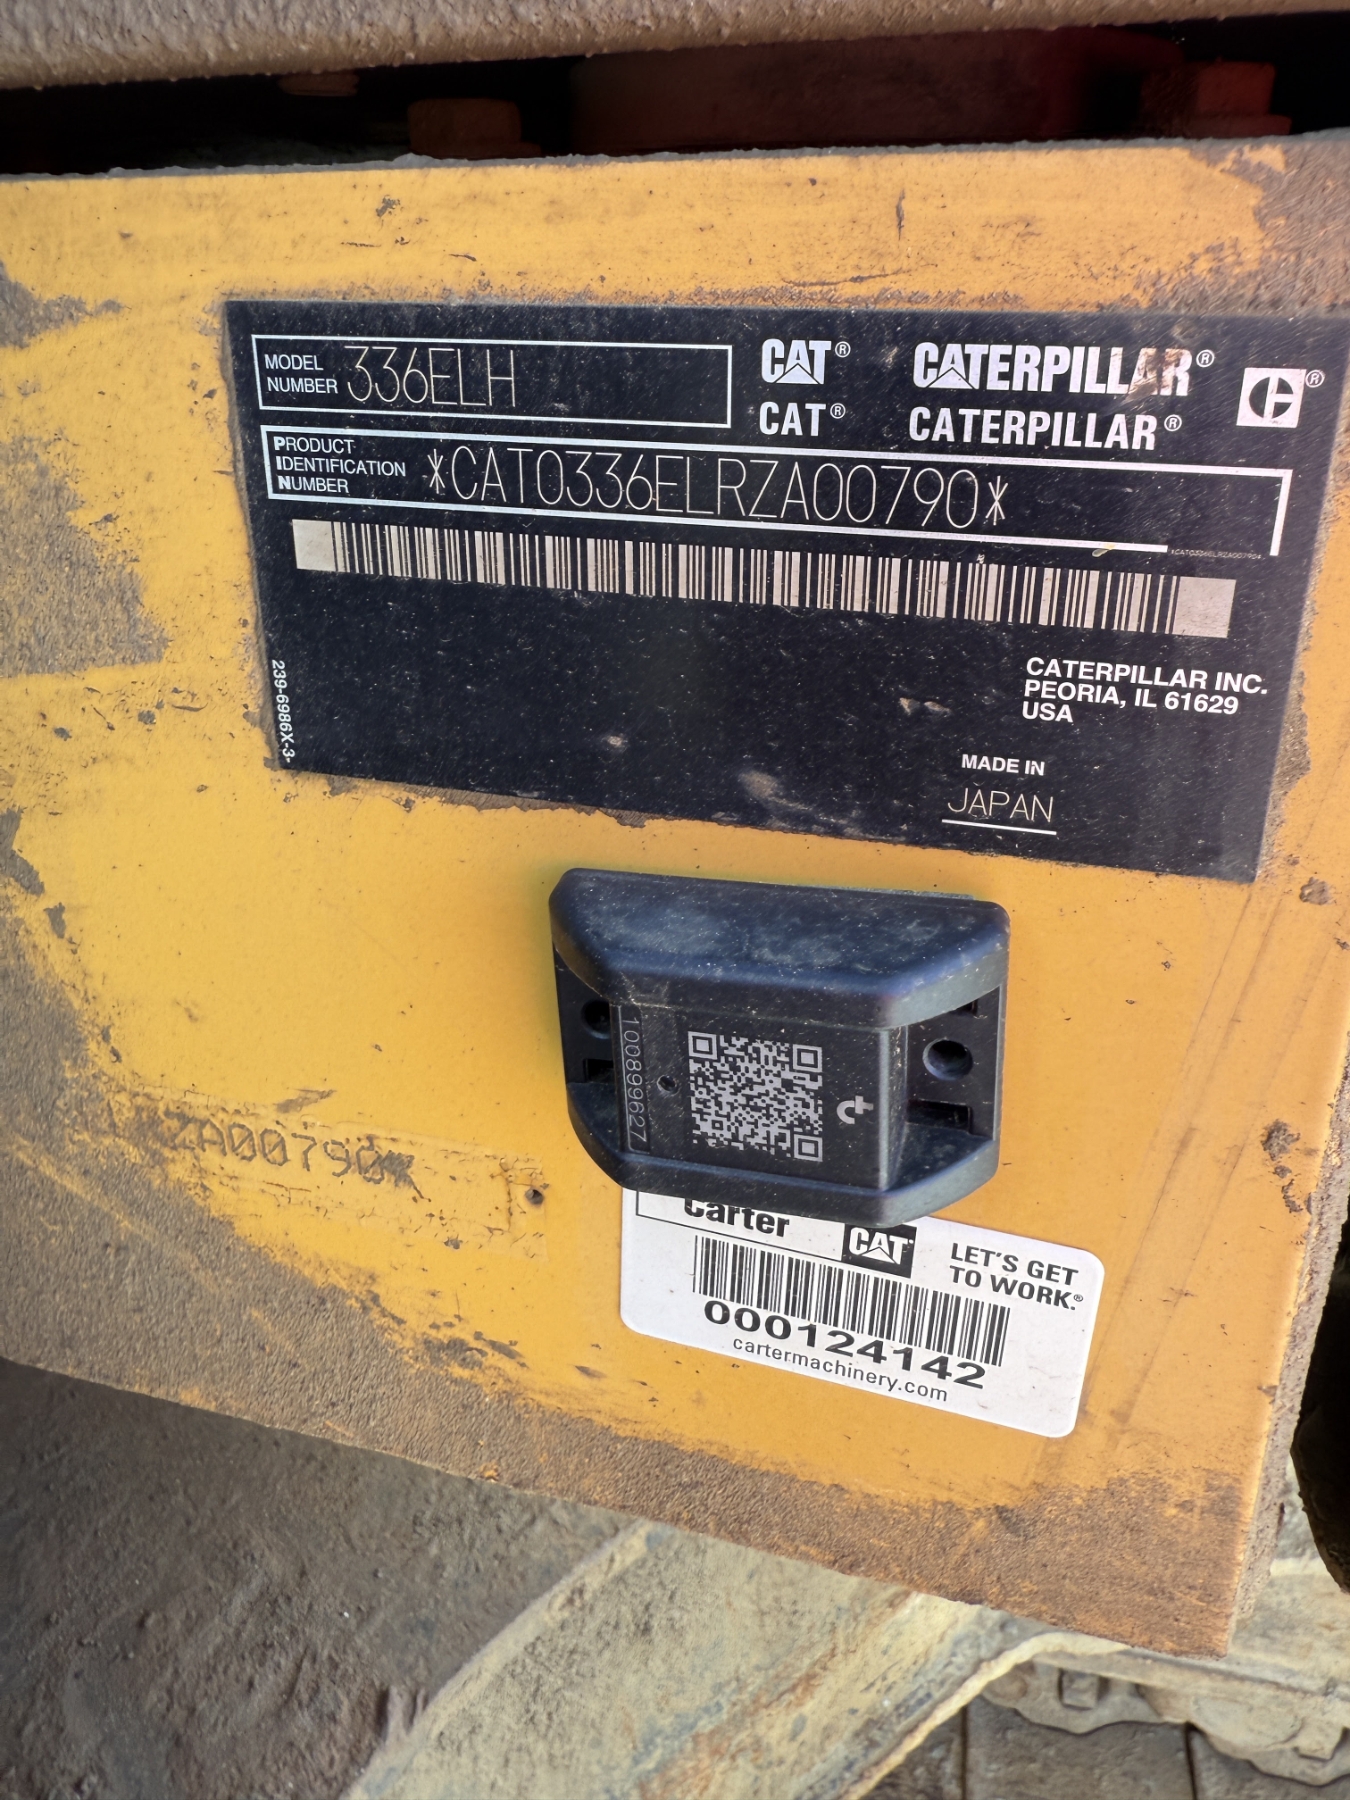 MODEL NUMBER 336ELH
CAT® CATERPILLAR®
CAT® CATERPILLAR®
PRODUCT
IDENTIFICATION
NUMBER
*CAT0336ELRZA00790*
*CAT0336ELRZA00790*
239-6986X-3
CATERPILLAR INC.
PEORIA, IL 61629
USA
MADE IN
JAPAN
100899627
ZA00790
Carter CAT
LET'S GET
TO WORK.®
000124142
cartermachinery.com